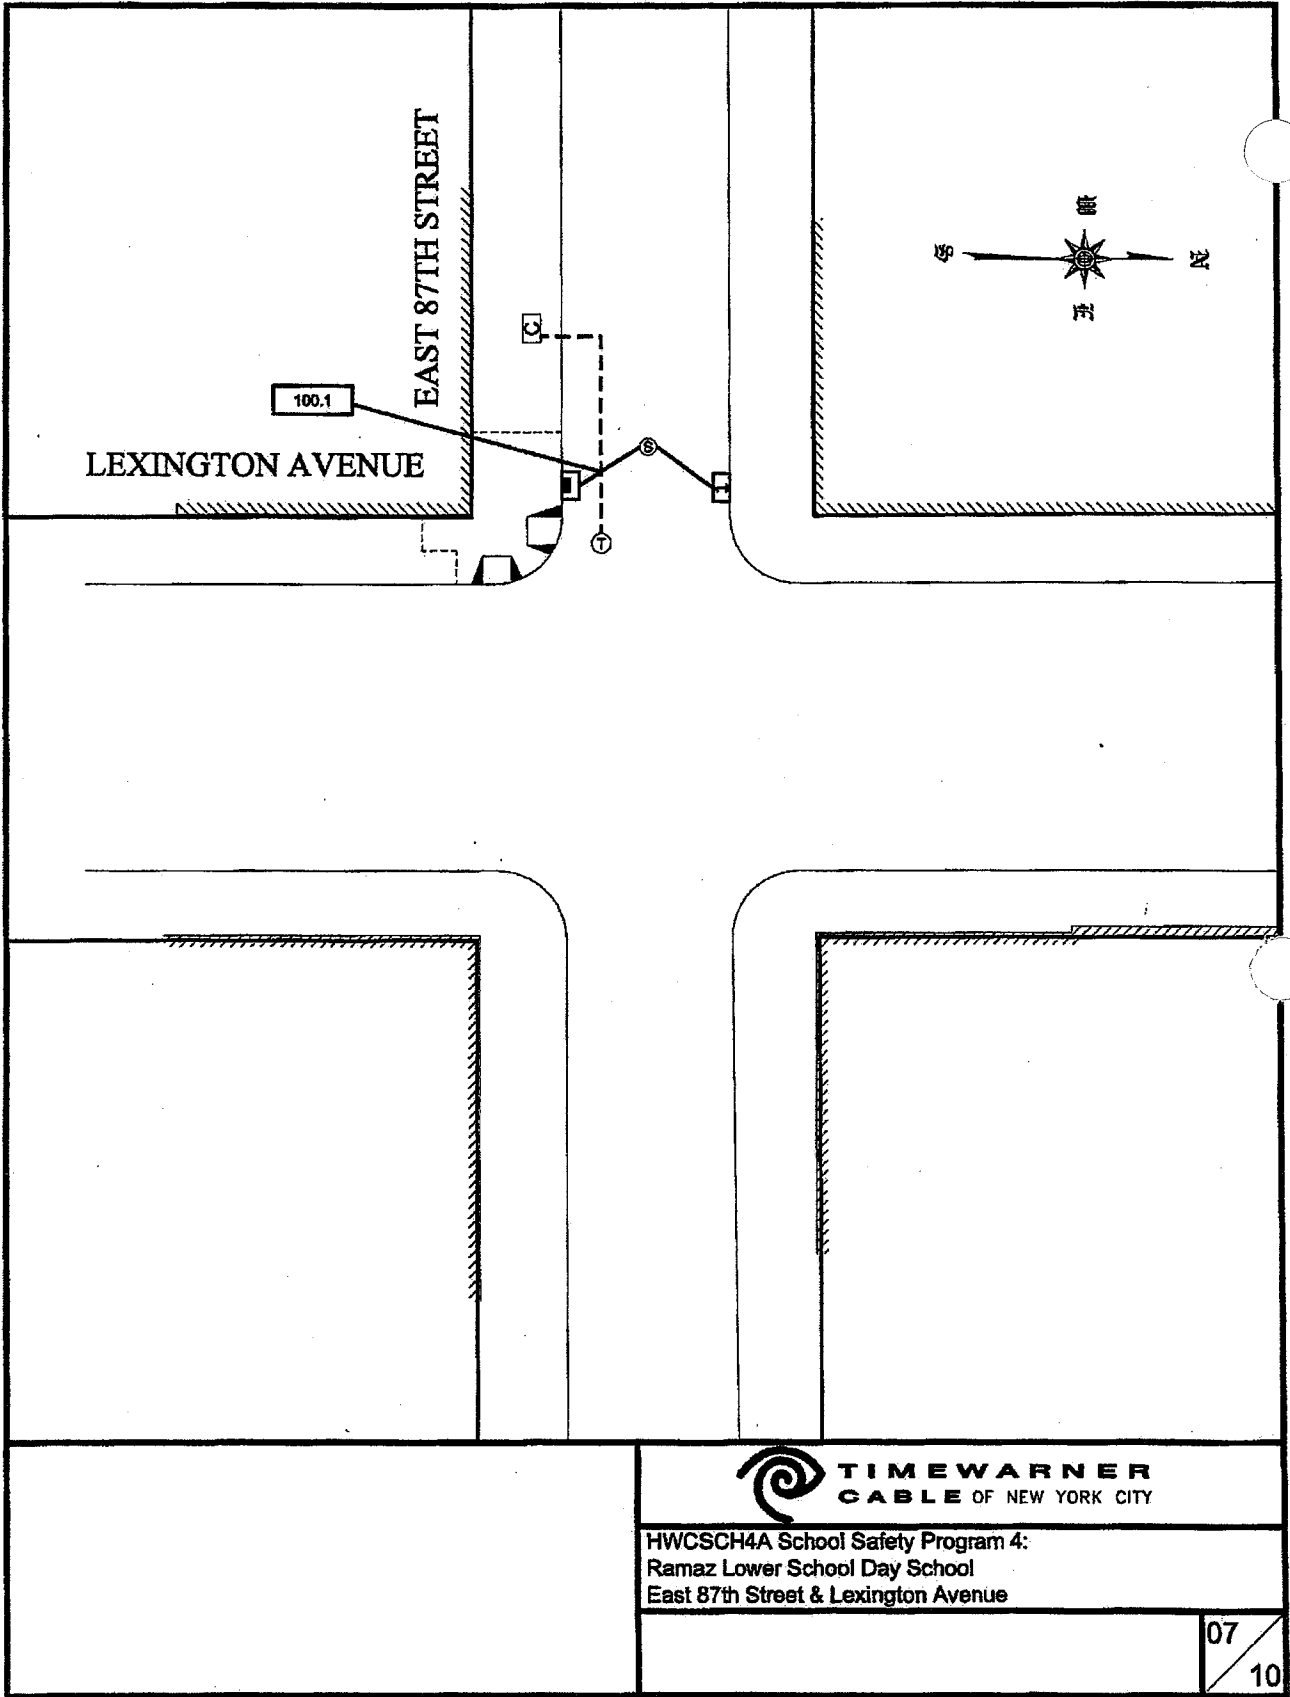 EAST 87TH STREET
C
100.1
S
LEXINGTON AVENUE
1
T
S
N
E
TIMEWARNER
CABLE OF NEW YORK CITY
HWCSCH4A School Safety Program 4:
Ramaz Lower School Day School
East 87th Street & Lexington Avenue
07
10